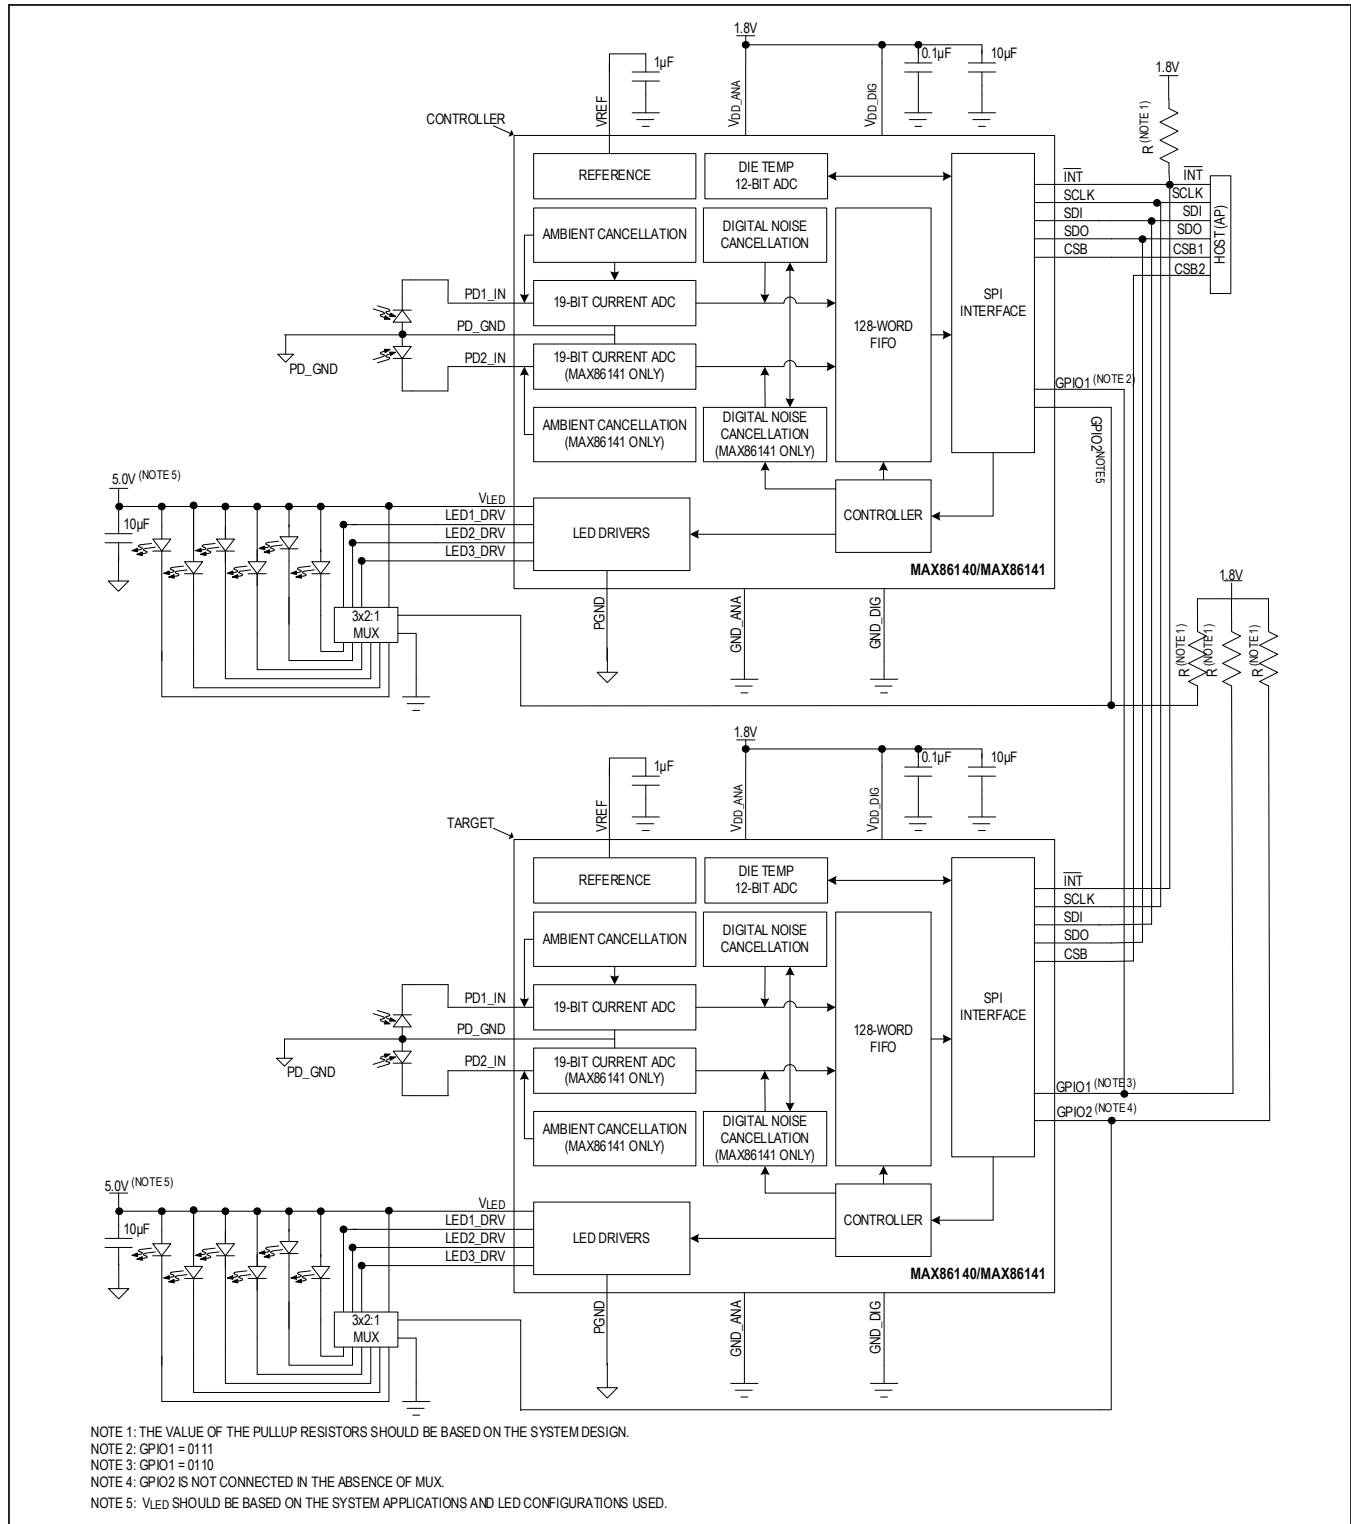 1.8V
0.1µF
10µF
1µF
VREF
VDD_ANA
VDD_DIG
1.8V
R (NOTE 1)
CONTROLLER
REFERENCE
DIE TEMP
12-BIT ADC
INT
SCLK
SDI
SDO
CSB
INT
SCLK
SDI
SDO
CSB1
CSB2
HOST (AP)
AMBIENT CANCELLATION
DIGITAL NOISE
CANCELLATION
SPI
INTERFACE
PD1_IN
19-BIT CURRENT ADC
128-WORD
FIFO
PD_GND
PD_GND
PD2_IN
19-BIT CURRENT ADC
(MAX86141 ONLY)
GPIO1 (NOTE 2)
GPIO2 NOTE5
AMBIENT CANCELLATION
(MAX86141 ONLY)
DIGITAL NOISE
CANCELLATION
(MAX86141 ONLY)
5.0V (NOTE 5)
10µF
VLED
LED1_DRV
LED2_DRV
LED3_DRV
LED DRIVERS
CONTROLLER
MAX86140/MAX86141
3x2:1
MUX
PGND
GND_ANA
GND_DIG
1.8V
R (NOTE 1)
R (NOTE 1)
R (NOTE 1)
1.8V
0.1µF
10µF
1µF
VREF
VDD_ANA
VDD_DIG
TARGET
REFERENCE
DIE TEMP
12-BIT ADC
INT
SCLK
SDI
SDO
CSB
AMBIENT CANCELLATION
DIGITAL NOISE
CANCELLATION
SPI
INTERFACE
PD1_IN
19-BIT CURRENT ADC
128-WORD
FIFO
PD_GND
PD_GND
PD2_IN
19-BIT CURRENT ADC
(MAX86141 ONLY)
GPIO1 (NOTE 3)
GPIO2 (NOTE 4)
AMBIENT CANCELLATION
(MAX86141 ONLY)
DIGITAL NOISE
CANCELLATION
(MAX86141 ONLY)
5.0V (NOTE 5)
10µF
VLED
LED1_DRV
LED2_DRV
LED3_DRV
LED DRIVERS
CONTROLLER
MAX86140/MAX86141
3x2:1
MUX
PGND
GND_ANA
GND_DIG
NOTE 1: THE VALUE OF THE PULLUP RESISTORS SHOULD BE BASED ON THE SYSTEM DESIGN.
NOTE 2: GPIO1 = 0111
NOTE 3: GPIO1 = 0110
NOTE 4: GPIO2 IS NOT CONNECTED IN THE ABSENCE OF MUX.
NOTE 5: VLED SHOULD BE BASED ON THE SYSTEM APPLICATIONS AND LED CONFIGURATIONS USED.